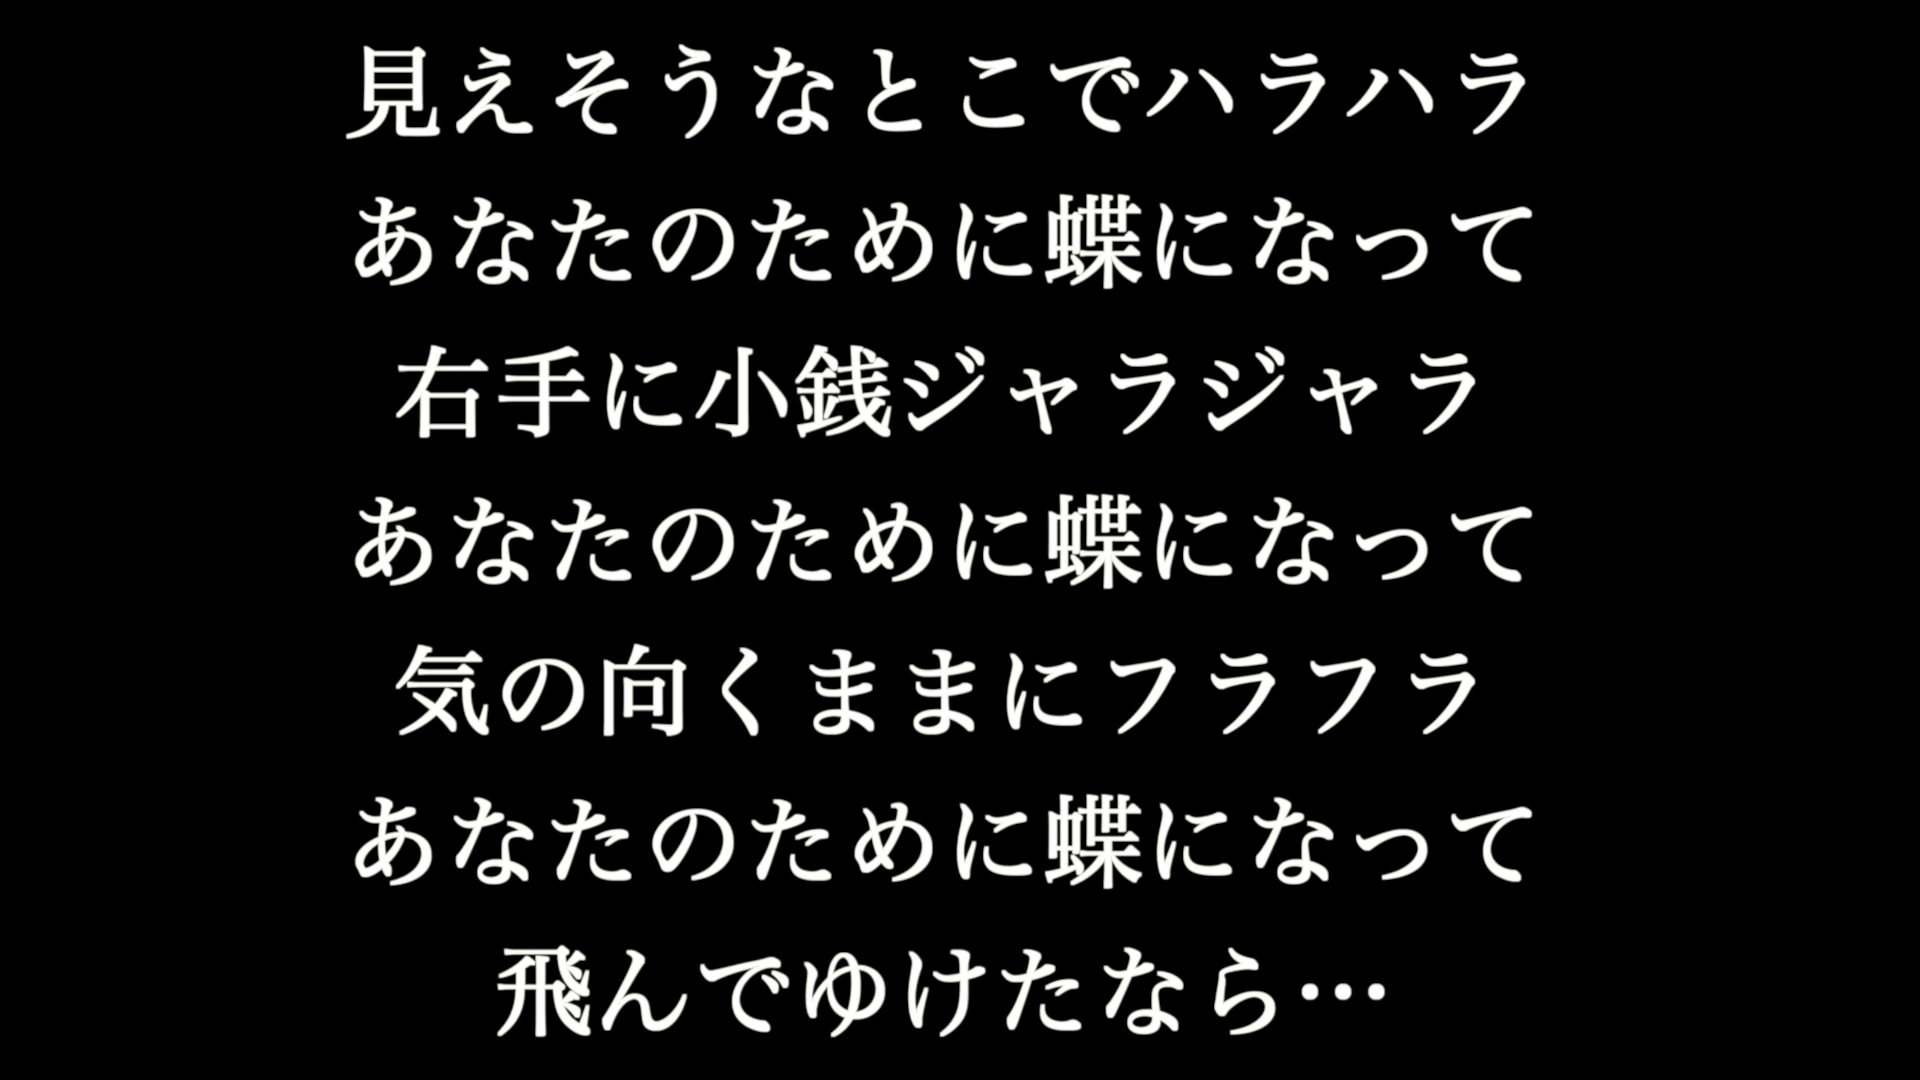 見えそうなとこでハラハラ
あなたのために蝶になって
右手に小銭ジャラジャラ
あなたのために蝶になって
気の向くままにフラフラ
あなたのために蝶になって
飛んでゆけたなら…